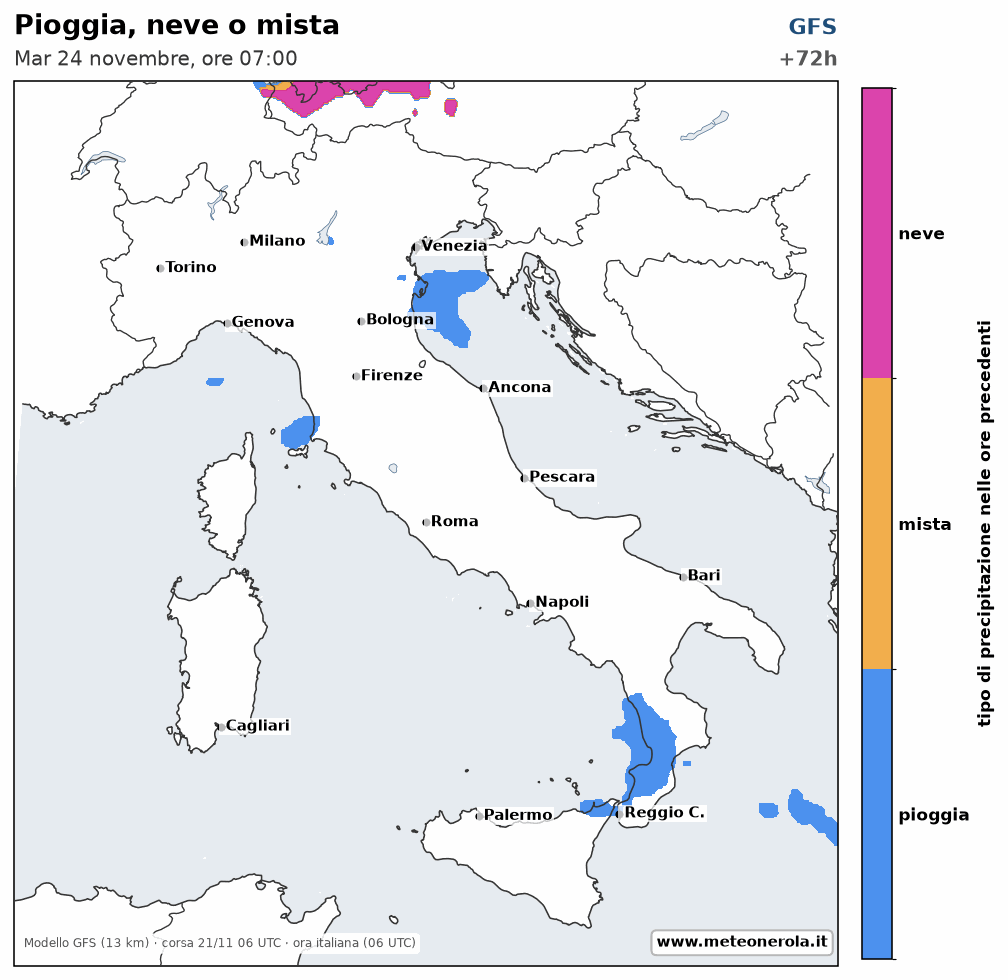 Pioggia, neve o mista
GFS
Mar 24 novembre, ore 07:00
+72h
neve
Milano
Venezia
Torino
Genova
Bologna
Firenze
Ancona
Pescara
mista
Roma
Bari
Napoli
tipo di precipitazione nelle ore precedenti
Cagliari
Palermo
Reggio C.
pioggia
Modello GFS (13 km) · corsa 21/11 06 UTC · ora italiana (06 UTC)
www.meteonerola.it